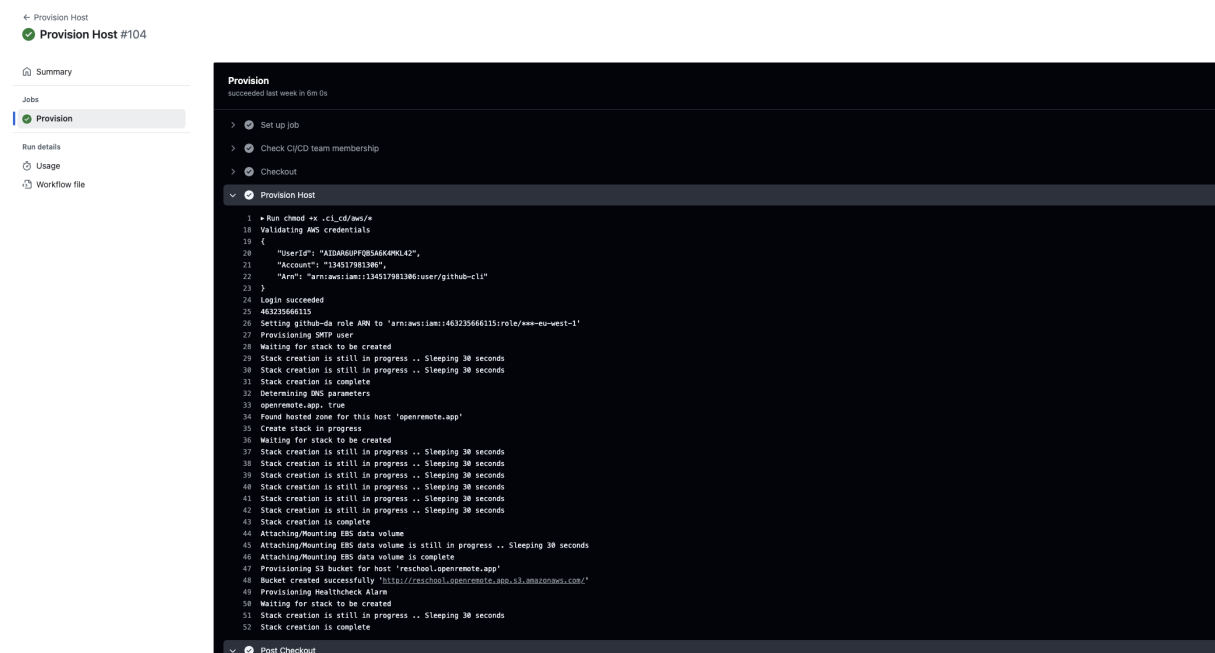 ← Provision Host
Provision Host #104
Summary
Jobs
Provision
Run details
Usage
Workflow file
Provision
succeeded last week in 6m 0s
Set up job
Check CI/CD team membership
Checkout
Provision Host
1 ▸ Run chmod +x .ci_cd/aws/*
18 Validating AWS credentials
19 {
20 "UserId": "AIDAR6UPFQB5A6K4MKL42",
21 "Account": "134517981306",
22 "Arn": "arn:aws:iam::134517981306:user/github-cli"
23 }
24 Login succeeded
25 463235666115
26 Setting github-da role ARN to 'arn:aws:iam::463235666115:role/***-eu-west-1'
27 Provisioning SMTP user
28 Waiting for stack to be created
29 Stack creation is still in progress .. Sleeping 30 seconds
30 Stack creation is still in progress .. Sleeping 30 seconds
31 Stack creation is complete
32 Determining DNS parameters
33 openremote.app. true
34 Found hosted zone for this host 'openremote.app'
35 Create stack in progress
36 Waiting for stack to be created
37 Stack creation is still in progress .. Sleeping 30 seconds
38 Stack creation is still in progress .. Sleeping 30 seconds
39 Stack creation is still in progress .. Sleeping 30 seconds
40 Stack creation is still in progress .. Sleeping 30 seconds
41 Stack creation is still in progress .. Sleeping 30 seconds
42 Stack creation is still in progress .. Sleeping 30 seconds
43 Stack creation is complete
44 Attaching/Mounting EBS data volume
45 Attaching/Mounting EBS data volume is still in progress .. Sleeping 30 seconds
46 Attaching/Mounting EBS data volume is complete
47 Provisioning S3 bucket for host 'reschool.openremote.app'
48 Bucket created successfully 'http://reschool.openremote.app.s3.amazonaws.com/'
49 Provisioning Healthcheck Alarm
50 Waiting for stack to be created
51 Stack creation is still in progress .. Sleeping 30 seconds
52 Stack creation is complete
Post Checkout